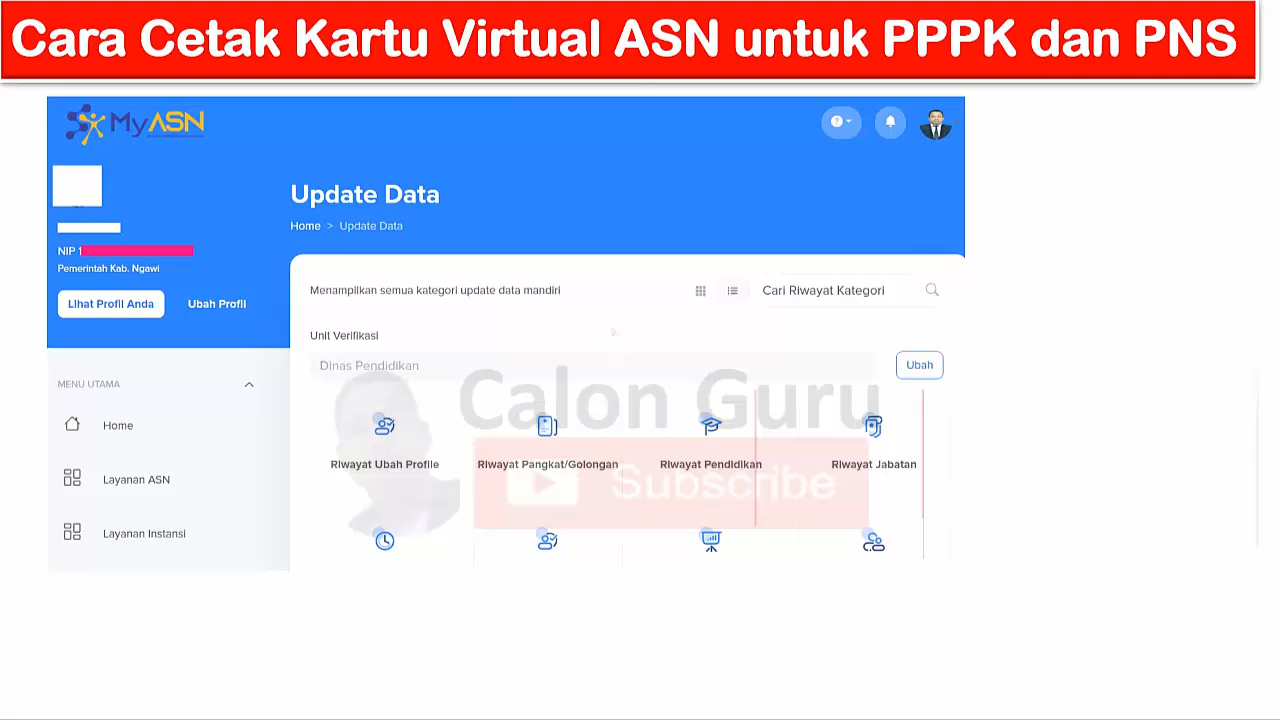 Cara Cetak Kartu Virtual ASN untuk PPPK dan PNS
MyASN
Update Data
Home > Update Data
NIP 1
Pemerintah Kab. Ngawi
Lihat Profil Anda
Ubah Profil
Menampilkan semua kategori update data mandiri
Cari Riwayat Kategori
Unit Verifikasi
Dinas Pendidikan
Ubah
MENU UTAMA
Home
Layanan ASN
Layanan Instansi
Calon Guru
Riwayat Ubah Profile
Riwayat Pangkat/Golongan
Riwayat Pendidikan
Riwayat Jabatan
Subscribe